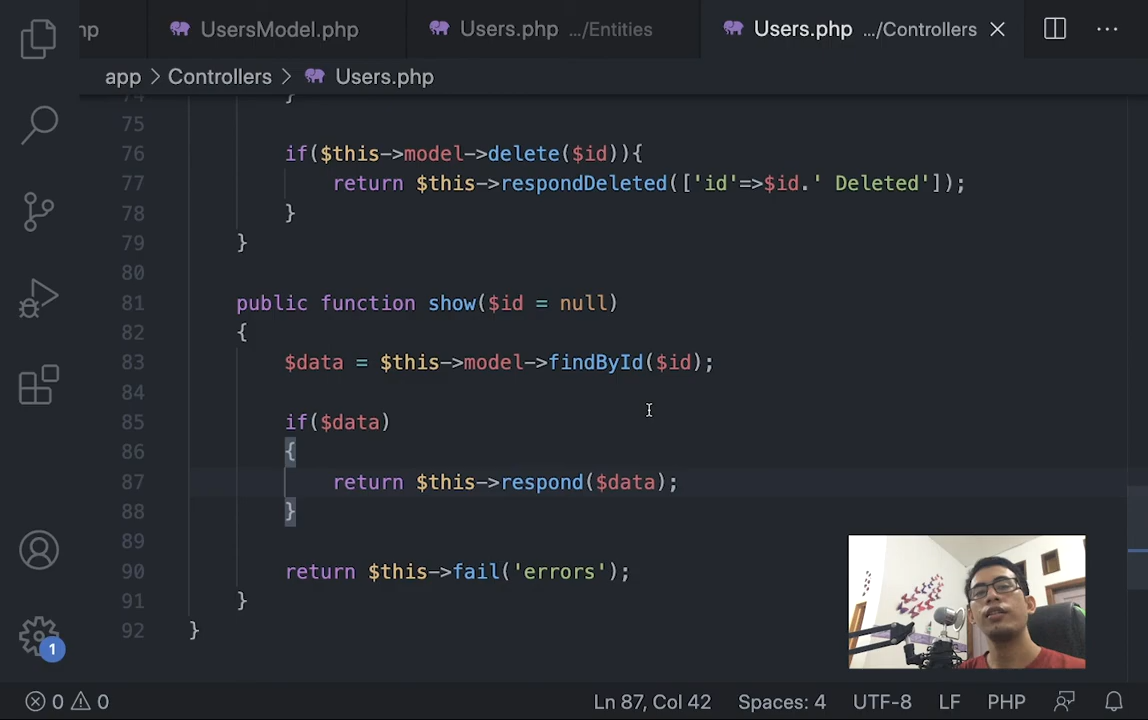 hp
UsersModel.php
Users.php .../Entities
Users.php .../Controllers
app > Controllers > Users.php
74 }
75
76 if($this->model->delete($id)){
77 return $this->respondDeleted(['id'=>$id.' Deleted']);
78 }
79 }
80
81 public function show($id = null)
82 {
83 $data = $this->model->findById($id);
84
85 if($data)
86 {
87 return $this->respond($data);
88 }
89
90 return $this->fail('errors');
91 }
92 }
1
0 0 Ln 87, Col 42 Spaces: 4 UTF-8 LF PHP